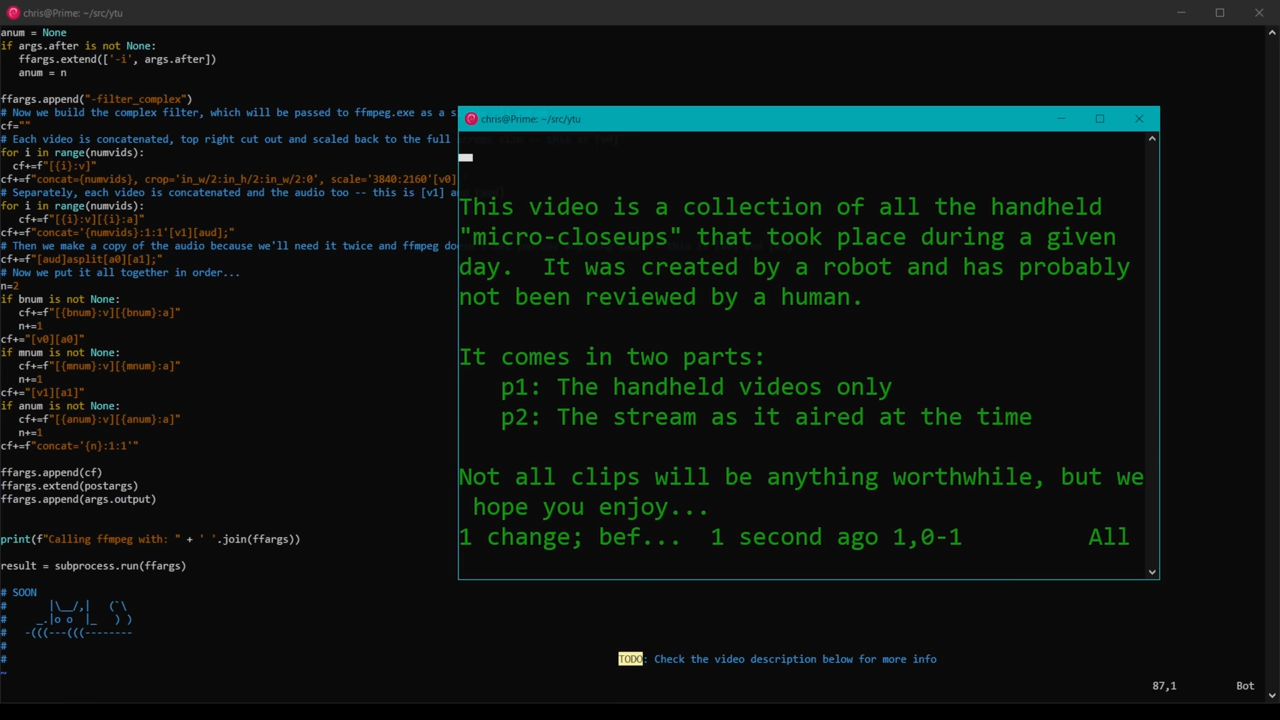 chris@Prime: ~/src/ytu
anum = None
if args.after is not None:
   ffargs.extend(['-i', args.after])
   anum = n

ffargs.append("-filter_complex")
# Now we build the complex filter, which will be passed to ffmpeg.exe as a s
cf=""
# Each video is concatenated, top right cut out and scaled back to the full
for i in range(numvids):
  cf+=f"[{i}:v]"
cf+=f"concat={numvids}, crop='in_w/2:in_h/2:in_w/2:0', scale='3840:2160'[v0]
# Separately, each video is concatenated and the audio too -- this is [v1] a
for i in range(numvids):
   cf+=f"[{i}:v][{i}:a]"
cf+=f"concat='{numvids}:1:1'[v1][aud];"
# Then we make a copy of the audio because we'll need it twice and ffmpeg do
cf+=f"[aud]asplit[a0][a1];"
# Now we put it all together in order...
n=2
if bnum is not None:
   cf+=f"[{bnum}:v][{bnum}:a]"
   n+=1
cf+="[v0][a0]"
if mnum is not None:
   cf+=f"[{mnum}:v][{mnum}:a]"
   n+=1
cf+="[v1][a1]"
if anum is not None:
   cf+=f"[{anum}:v][{anum}:a]"
   n+=1
cf+=f"concat='{n}:1:1'"

ffargs.append(cf)
ffargs.extend(postargs)
ffargs.append(args.output)

print(f"Calling ffmpeg with: " + ' '.join(ffargs))

result = subprocess.run(ffargs)

# SOON
#      |\__/,|   (`\
#    _.|o o  |_   ) )
#   -(((---(((--------
#
#
~
TODO: Check the video description below for more info
87,1 Bot
chris@Prime: ~/src/ytu
This video is a collection of all the handheld
"micro-closeups" that took place during a given
day.  It was created by a robot and has probably
not been reviewed by a human.

It comes in two parts:
   p1: The handheld videos only
   p2: The stream as it aired at the time

Not all clips will be anything worthwhile, but we
 hope you enjoy...
1 change; bef...  1 second ago 1,0-1         All